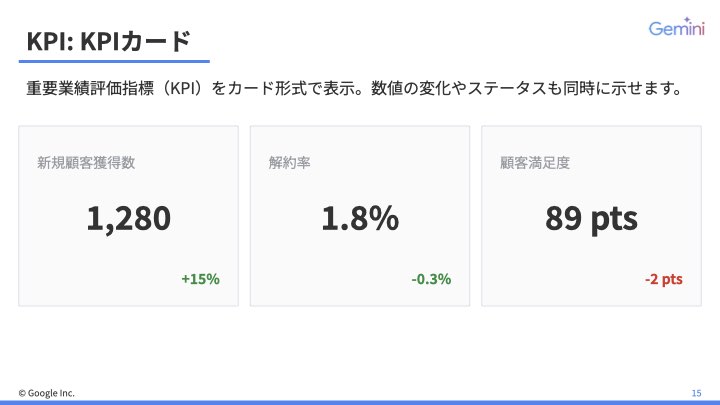 Gemini
KPI: KPIカード
重要業績評価指標（KPI）をカード形式で表示。数値の変化やステータスも同時に示せます。
新規顧客獲得数
1,280
+15%
解約率
1.8%
-0.3%
顧客満足度
89 pts
-2 pts
© Google Inc.
15